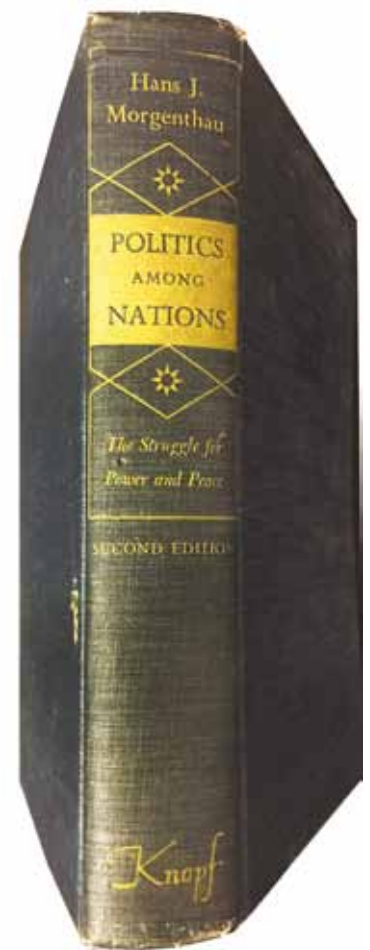 Hans J.
Morgenthau
POLITICS
AMONG
NATIONS
The Struggle for
Power and Peace
SECOND EDITION
Knopf